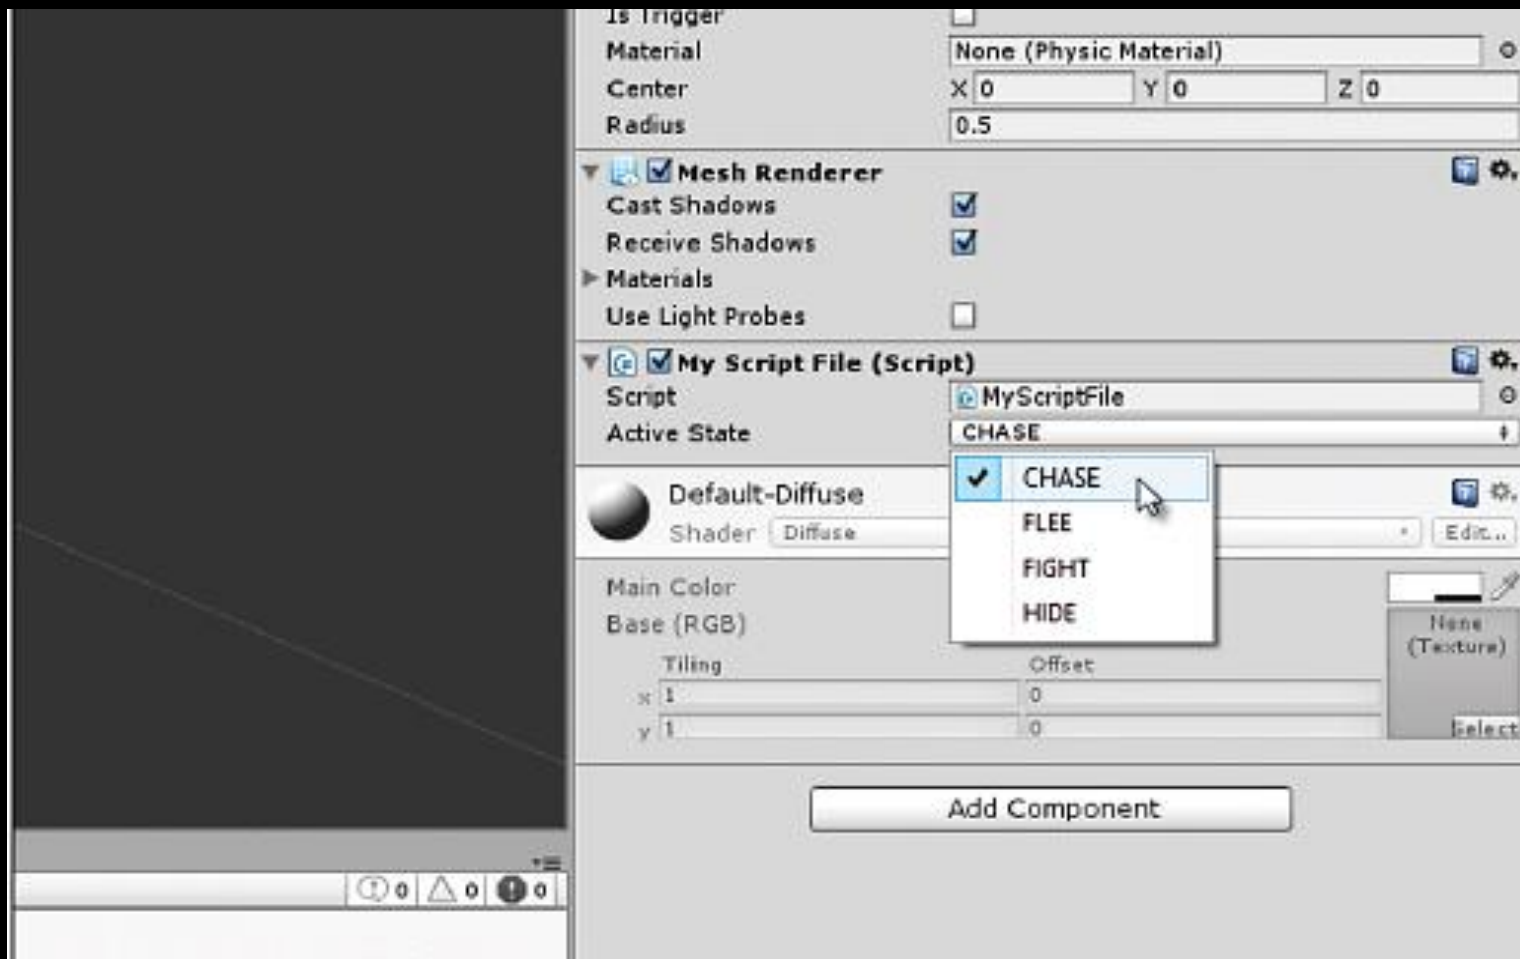 Is Trigger
Material None (Physic Material)
Center X 0 Y 0 Z 0
Radius 0.5
Mesh Renderer
Cast Shadows
Receive Shadows
Materials
Use Light Probes
My Script File (Script)
Script MyScriptFile
Active State CHASE
CHASE
FLEE
FIGHT
HIDE
Default-Diffuse
Shader Diffuse Edit...
Main Color
Base (RGB) None
(Texture)
Tiling Offset
x 1 0
y 1 0 Select
Add Component
0 0 0